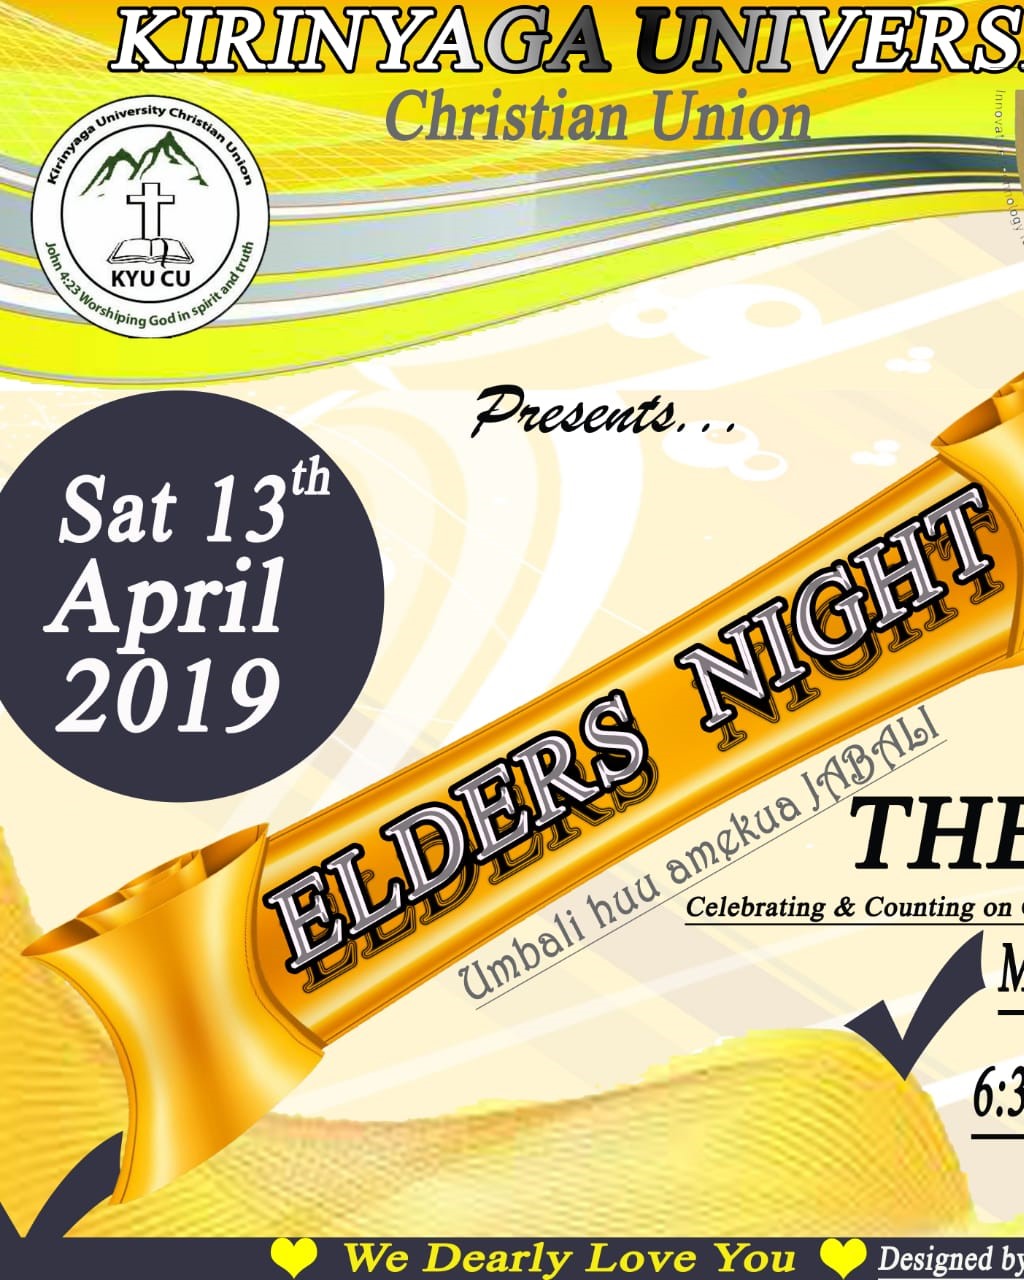 KIRINYAGA UNIVERS
Christian Union
Kirinyaga University Christian Union
KYU CU
John 4:23 Worshiping God in spirit and truth
Presents...
Sat 13th
April
2019
ELDERS NIGHT
Umbali huu amekua JABALI
THE
Celebrating & Counting on
6:3
We Dearly Love You
Designed by